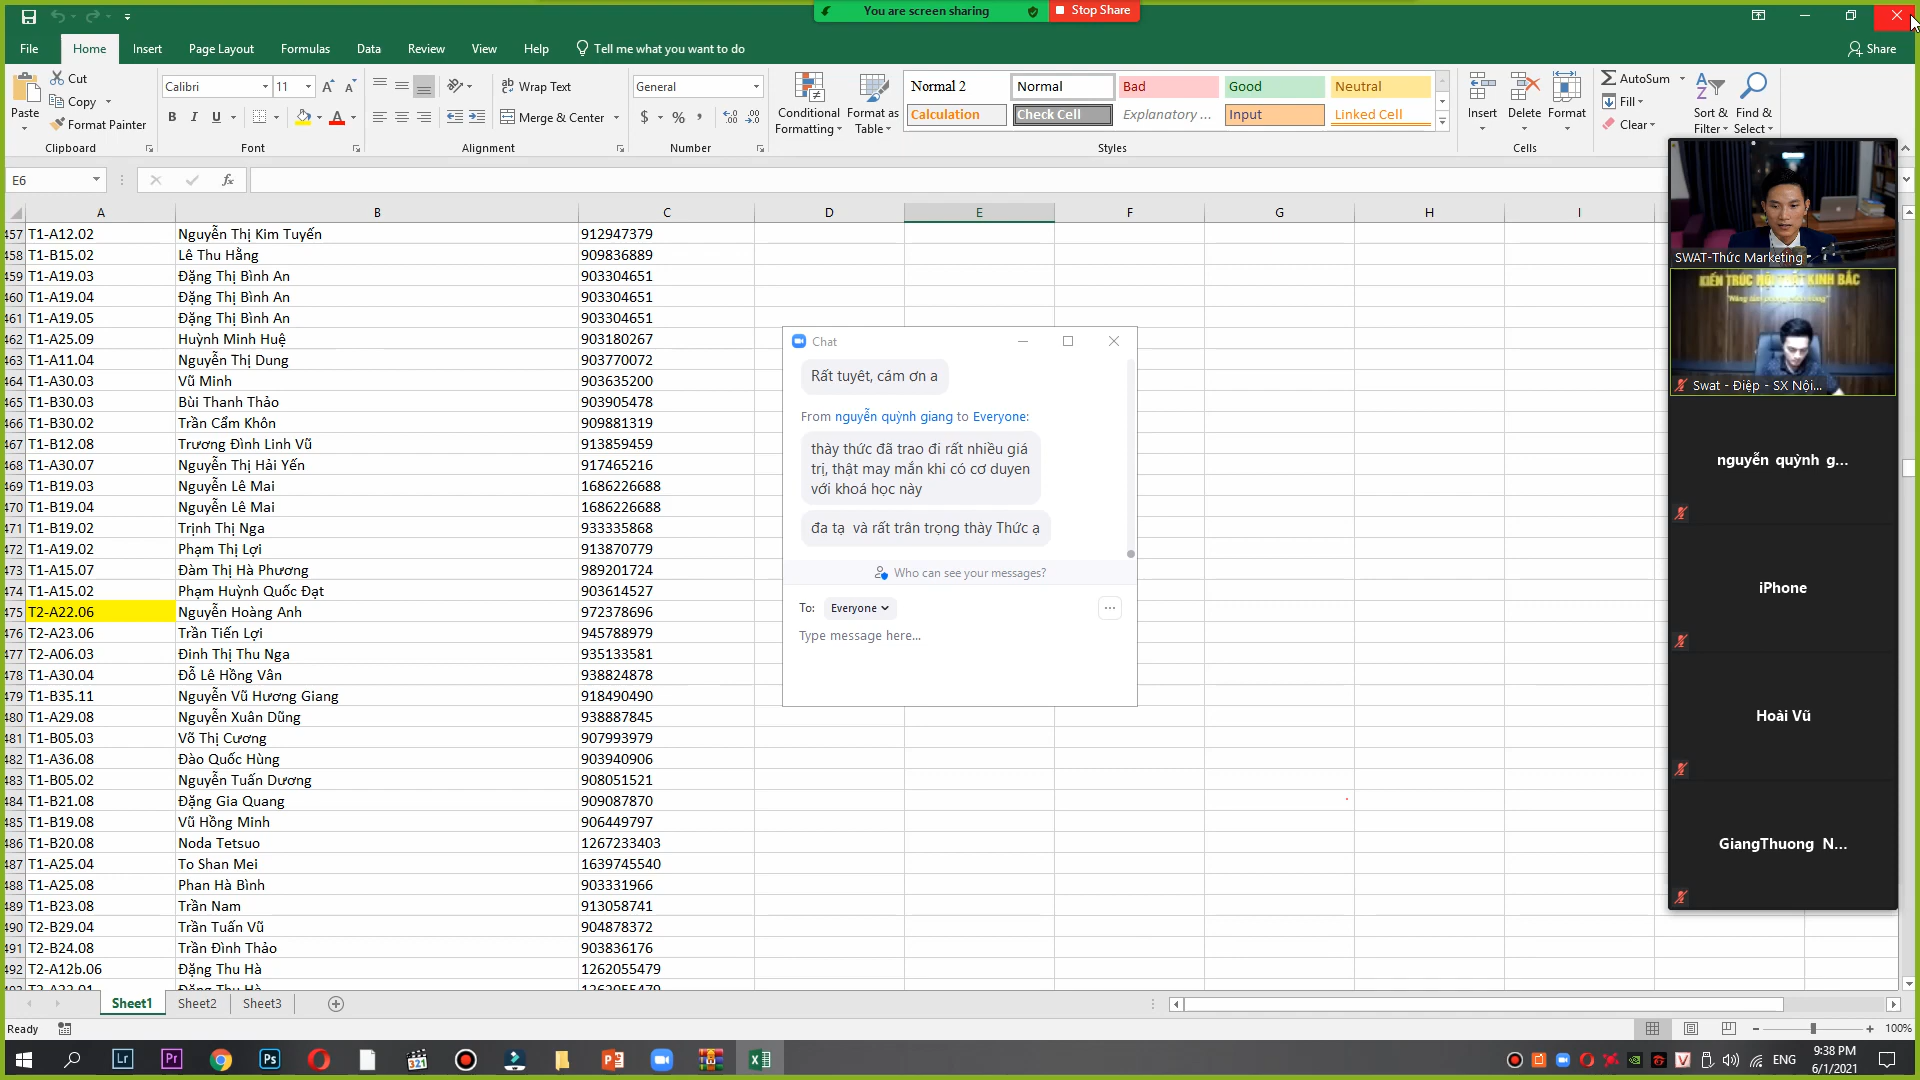 You are screen sharing
Stop Share
File Home Insert Page Layout Formulas Data Review View Help Tell me what you want to do
Share
Paste
Cut
Copy
Format Painter
Clipboard
Calibri 11
B I U
Font
Wrap Text
Merge & Center
Alignment
General
$ % ,
Number
Conditional Formatting
Format as Table
Normal 2 Normal Bad Good Neutral
Calculation Check Cell Explanatory ... Input Linked Cell
Styles
Insert Delete Format
Cells
AutoSum
Fill
Clear
Sort & Filter
Find & Select
E6
fx
A B C D E F G H I
457 T1-A12.02 Nguyễn Thị Kim Tuyến 912947379
458 T1-B15.02 Lê Thu Hằng 909836889
459 T1-A19.03 Đặng Thị Bình An 903304651
460 T1-A19.04 Đặng Thị Bình An 903304651
461 T1-A19.05 Đặng Thị Bình An 903304651
462 T1-A25.09 Huỳnh Minh Huệ 903180267
463 T1-A11.04 Nguyễn Thị Dung 903770072
464 T1-A30.03 Vũ Minh 903635200
465 T1-B30.03 Bùi Thanh Thảo 903905478
466 T1-B30.02 Trần Cẩm Khôn 909881319
467 T1-B12.08 Trương Đình Linh Vũ 913859459
468 T1-A30.07 Nguyễn Thị Hải Yến 917465216
469 T1-B19.03 Nguyễn Lê Mai 1686226688
470 T1-B19.04 Nguyễn Lê Mai 1686226688
471 T1-B19.02 Trịnh Thị Nga 933335868
472 T1-A19.02 Phạm Thị Lợi 913870779
473 T1-A15.07 Đàm Thị Hà Phương 989201724
474 T1-A15.02 Phạm Huỳnh Quốc Đạt 903614527
475 T2-A22.06 Nguyễn Hoàng Anh 972378696
476 T2-A23.06 Trần Tiến Lợi 945788979
477 T2-A06.03 Đinh Thị Thu Nga 935133581
478 T1-A30.04 Đỗ Lê Hồng Vân 938824878
479 T1-B35.11 Nguyễn Vũ Hương Giang 918490490
480 T1-A29.08 Nguyễn Xuân Dũng 938887845
481 T1-B05.03 Võ Thị Cương 907993979
482 T1-A36.08 Đào Quốc Hùng 903940906
483 T1-B05.02 Nguyễn Tuấn Dương 908051521
484 T1-B21.08 Đặng Gia Quang 909087870
485 T1-B19.08 Vũ Hồng Minh 906449797
486 T1-B20.08 Noda Tetsuo 1267233403
487 T1-A25.04 To Shan Mei 1639745540
488 T1-A25.08 Phan Hà Bình 903331966
489 T1-B23.08 Trần Nam 913058741
490 T2-B29.04 Trần Tuấn Vũ 904878372
491 T2-B24.08 Trần Đình Thảo 903836176
492 T2-A12b.06 Đặng Thu Hà 1262055479
493 T2-A22.01 Đặng Thu Hà 1262055479
Chat
Rất tuyêt, cám ơn a
From nguyễn quỳnh giang to Everyone:
thày thức đã trao đi rất nhiều giá
trị, thật may mắn khi có cơ duyen
với khoá học này
đa tạ và rất trân trọng thày Thức ạ
Who can see your messages?
To: Everyone
Type message here...
SWAT-Thức Marketing
KIẾN TRÚC NỘI THẤT KINH BẮC
Swat - Điệp - SX Nội...
nguyễn quỳnh g...
iPhone
Hoài Vũ
GiangThuong N...
Sheet1 Sheet2 Sheet3
Ready
100%
Lr Pr Ps 321
ENG
9:38 PM
6/1/2021